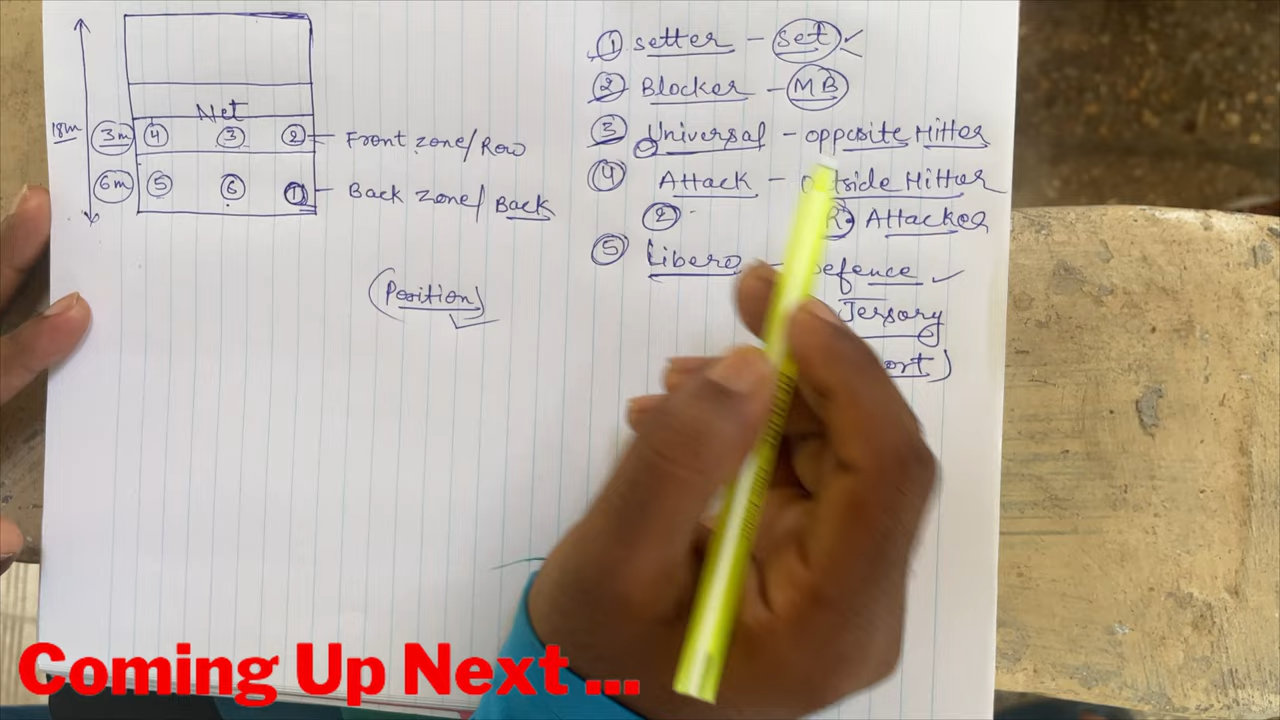 Net
18m
3m 4 3 2 Front zone/Row
6m 5 6 1 Back zone/Back
(Position)
1 setter - Set
2 Blocker - MB
3 Universal - opposite Hitter
4 Attack - Hitter
2 R. Attacker
5 Libero - efence
Jersory
ort)
Coming Up Next ...